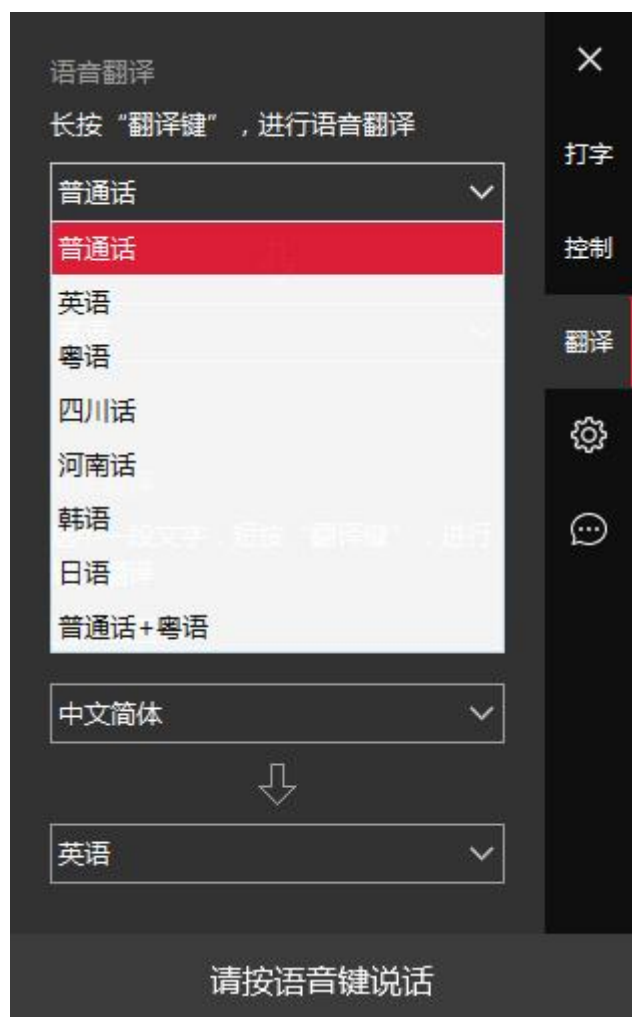 语音翻译
长按“翻译键”,进行语音翻译
普通话
普通话
英语
粤语
四川话
河南话
韩语
日语
普通话+粤语
中文简体
英语
打字
控制
翻译
请按语音键说话